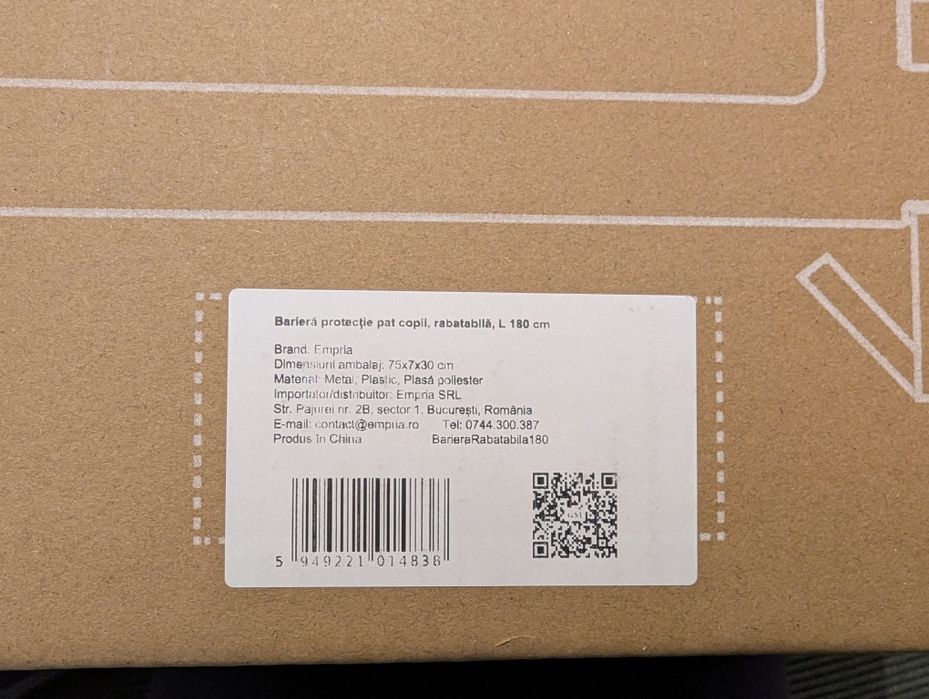 Barieră protecție pat copii, rabatabilă, L 180 cm
Brand: Empria
Dimensiuni ambalaj: 75x7x30 cm
Material: Metal, Plastic, Plasă poliester
Importator/distribuitor: Empria SRL
Str. Pajurei nr. 2B, sector 1, București, România
E-mail: contact@empria.ro Tel: 0744.300.387
Produs în China BarieraRabatabila180
5 949221 014838